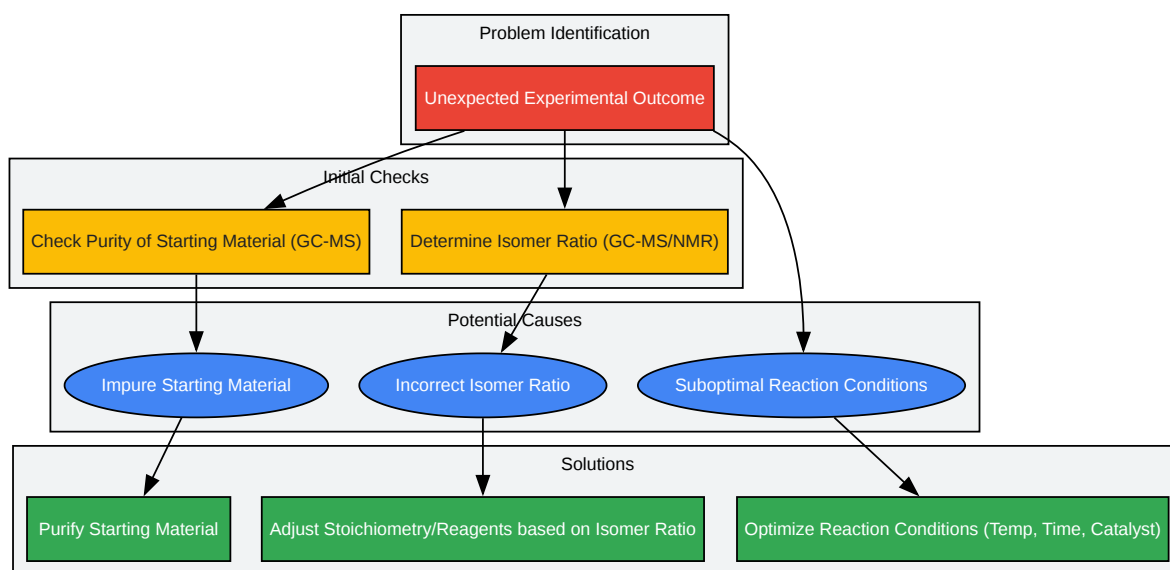 Problem Identification
Unexpected Experimental Outcome
Initial Checks
Check Purity of Starting Material (GC-MS)
Determine Isomer Ratio (GC-MS/NMR)
Potential Causes
Impure Starting Material
Incorrect Isomer Ratio
Suboptimal Reaction Conditions
Solutions
Purify Starting Material
Adjust Stoichiometry/Reagents based on Isomer Ratio
Optimize Reaction Conditions (Temp, Time, Catalyst)